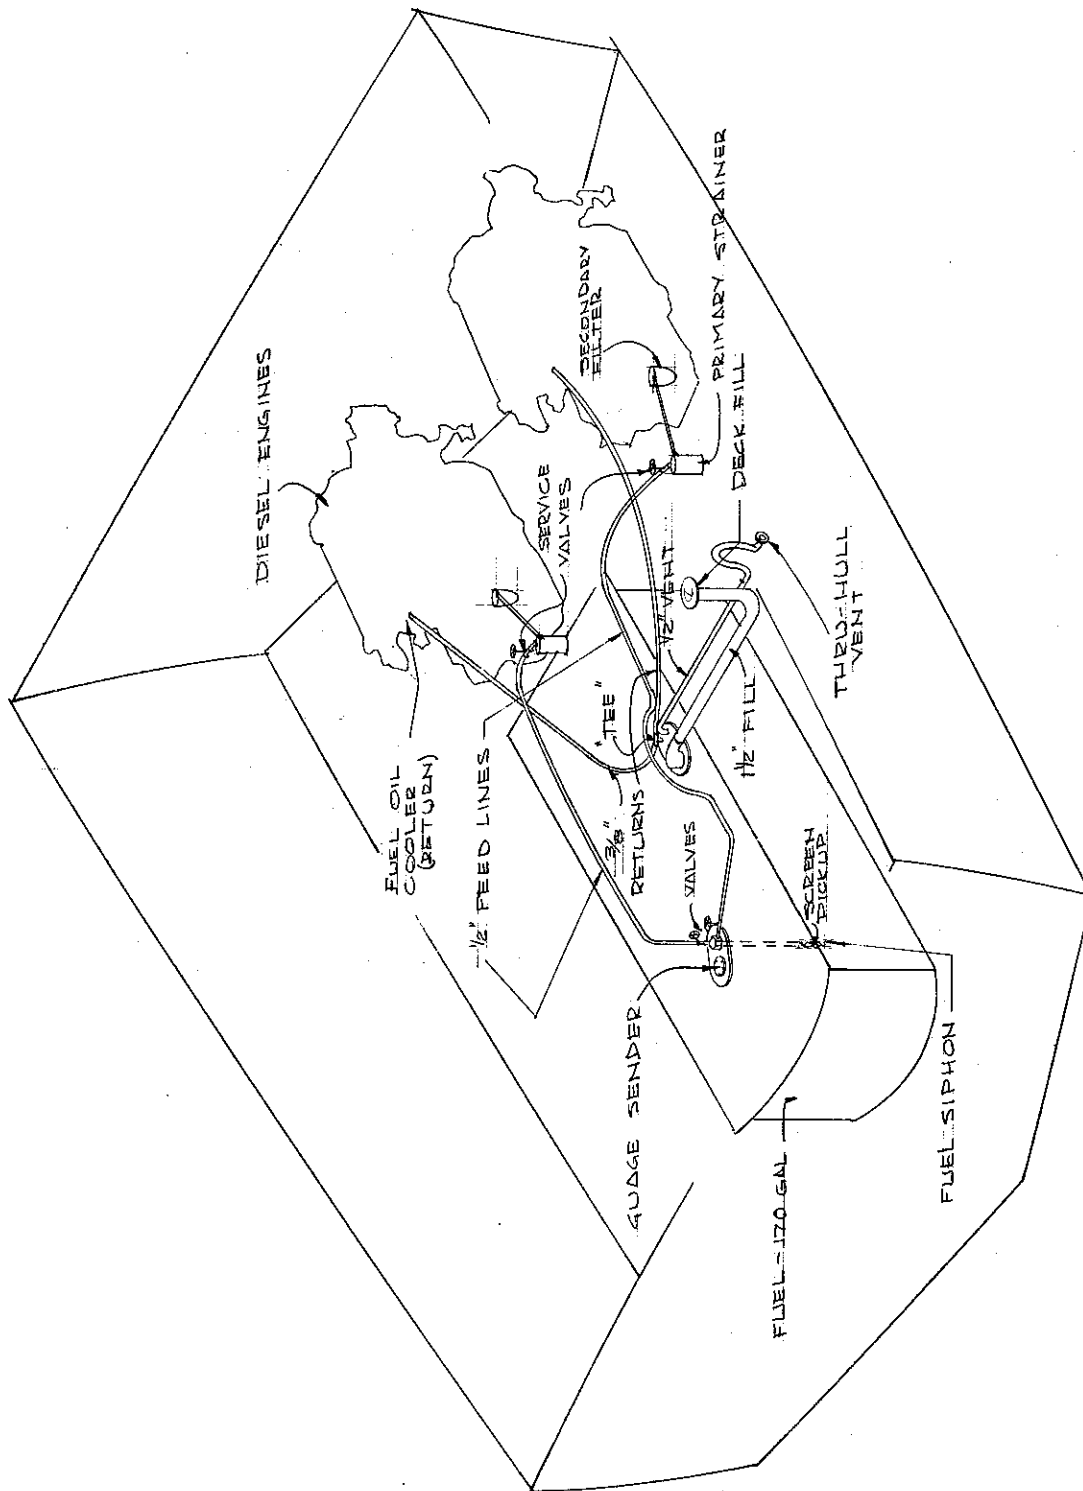 DIESEL ENGINES
FUEL OIL
COOLER
(RETURN)
1/2" FEED LINES
3/8"
RETURNS
"TEE"
SERVICE
VALVES
SECONDARY
FILTER
PRIMARY STRAINER
DECK FILL
1/2" VENT
1 1/2" FILL
THRU-HULL
VENT
VALVES
GUAGE SENDER
SCREEN
PICKUP
FUEL SIPHON
FUEL-170 GAL